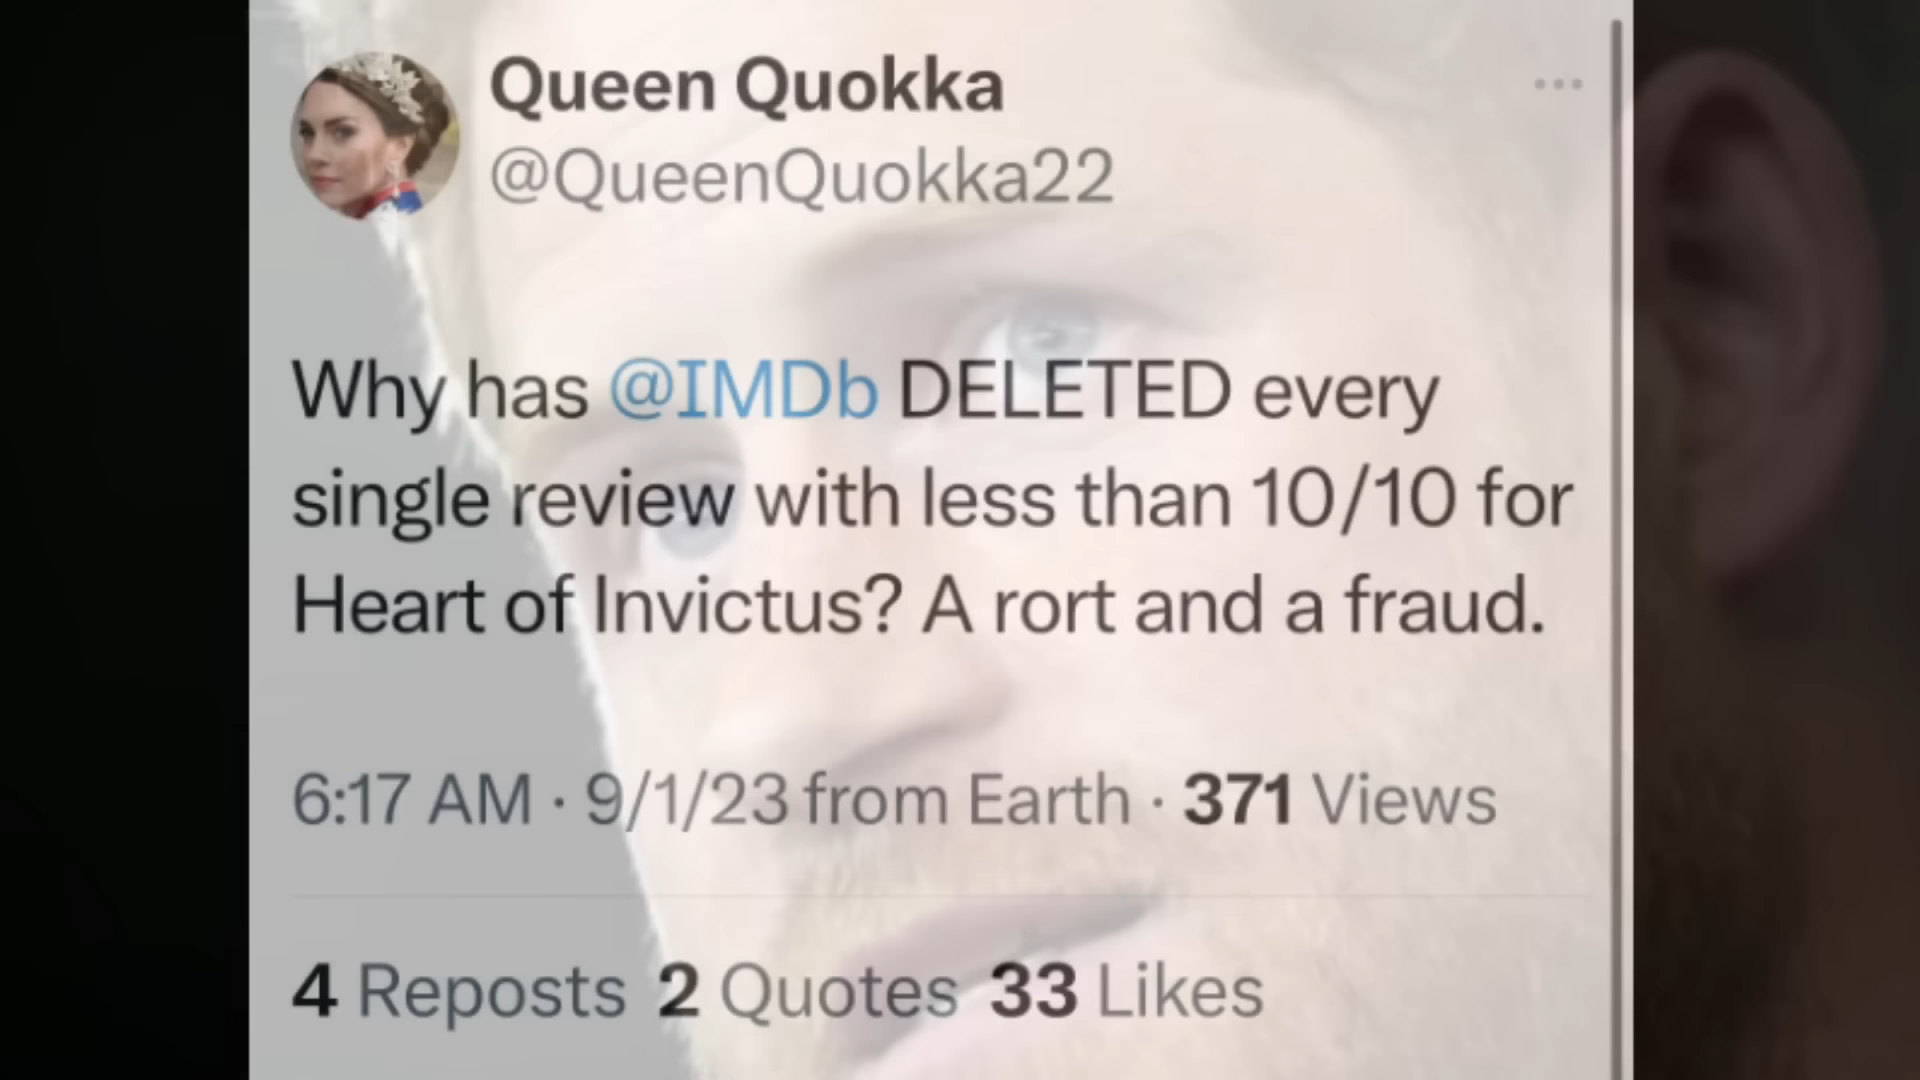 Queen Quokka
@QueenQuokka22
Why has @IMDb DELETED every
single review with less than 10/10 for
Heart of Invictus? A rort and a fraud.
6:17 AM · 9/1/23 from Earth · 371 Views
4 Reposts 2 Quotes 33 Likes